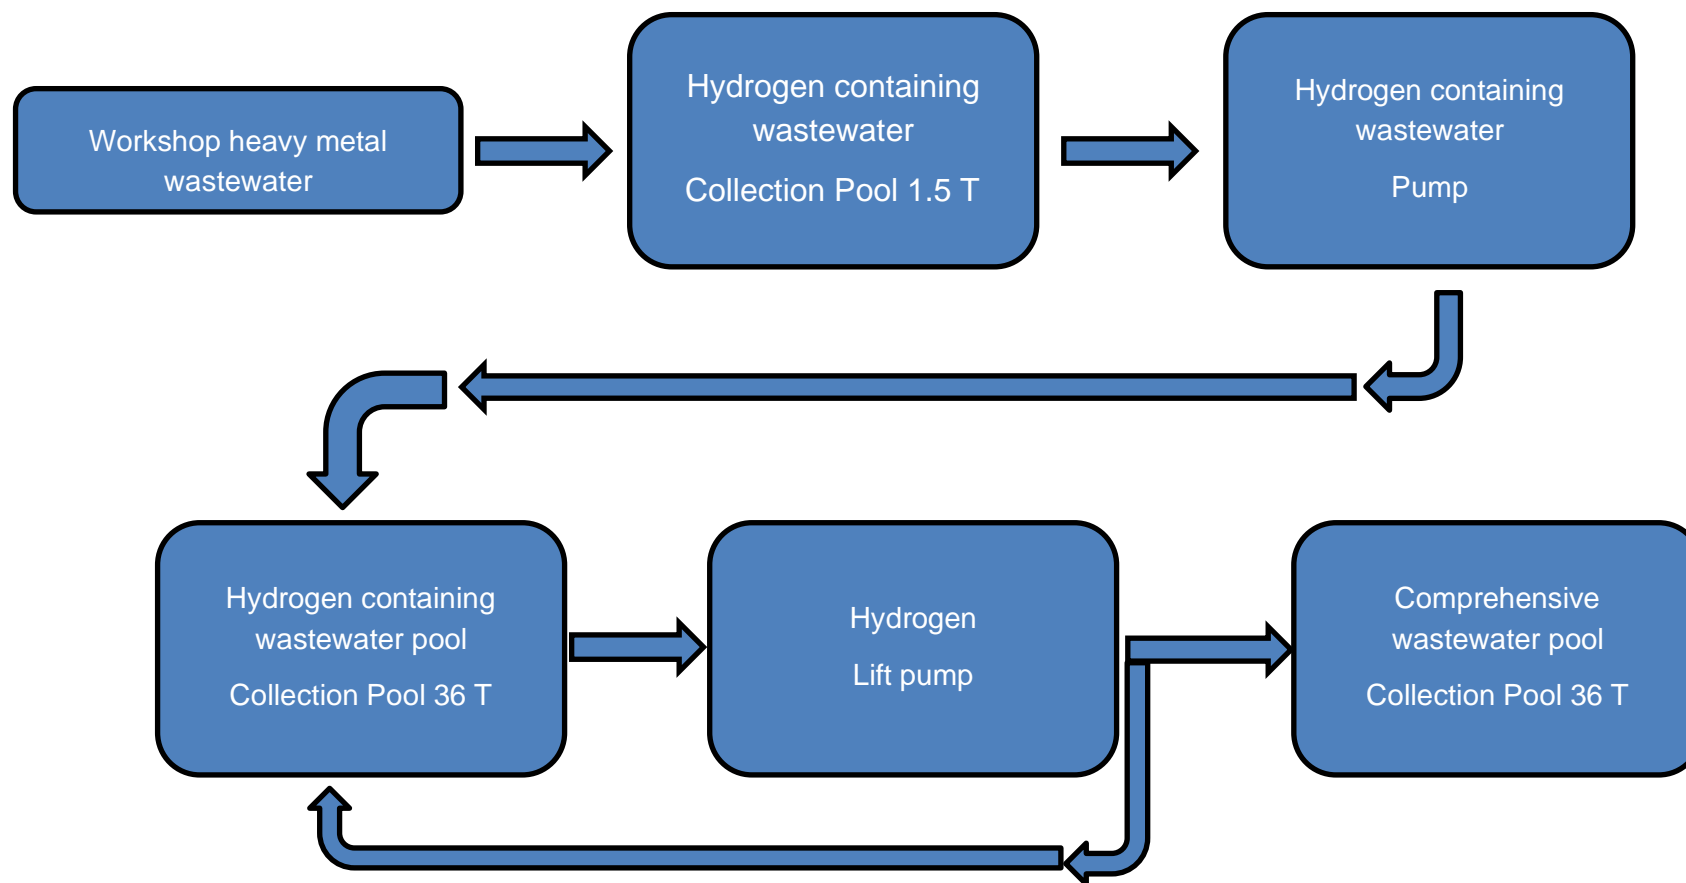 Workshop heavy metal
wastewater
Hydrogen containing
wastewater
Collection Pool 1.5 T
Hydrogen containing
wastewater
Pump
Hydrogen containing
wastewater pool
Collection Pool 36 T
Hydrogen
Lift pump
Comprehensive
wastewater pool
Collection Pool 36 T